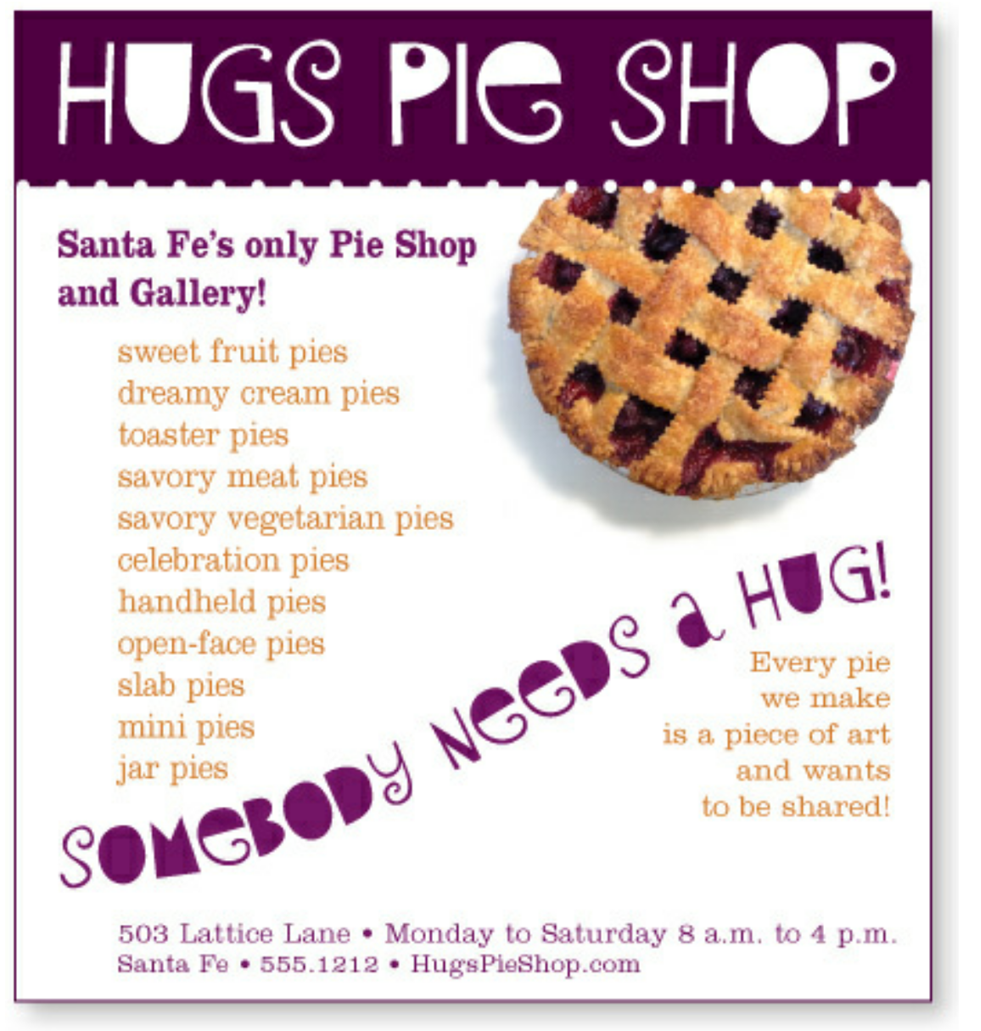 HUGS PIE SHOP
Santa Fe's only Pie Shop
and Gallery!
sweet fruit pies
dreamy cream pies
toaster pies
savory meat pies
savory vegetarian pies
celebration pies
handheld pies
open-face pies
slab pies
mini pies
jar pies
SOMEBODY NEEDS a HUG!
Every pie
we make
is a piece of art
and wants
to be shared!
503 Lattice Lane • Monday to Saturday 8 a.m. to 4 p.m.
Santa Fe • 555.1212 • HugsPieShop.com